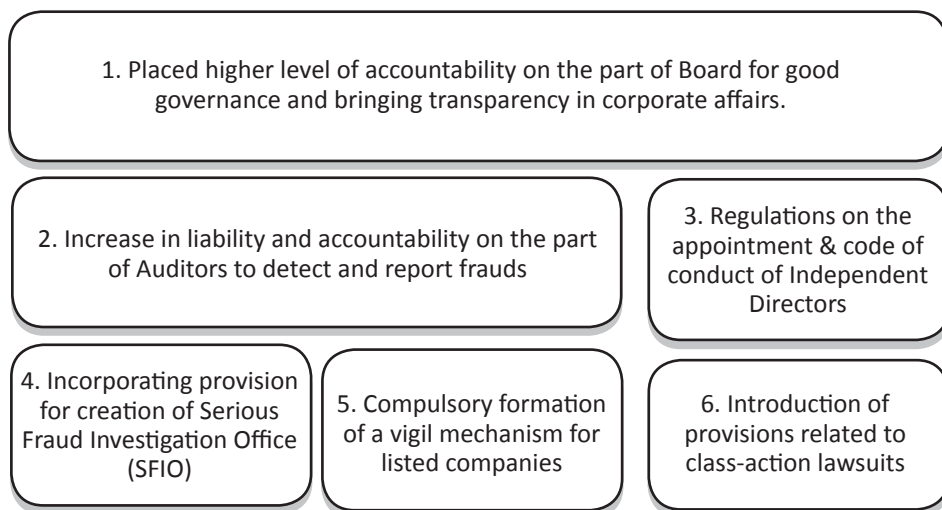 1. Placed higher level of accountability on the part of Board for good
governance and bringing transparency in corporate affairs.
2. Increase in liability and accountability on the part
of Auditors to detect and report frauds
3. Regulations on the
appointment & code of
conduct of Independent
Directors
4. Incorporating provision
for creation of Serious
Fraud Investigation Office
(SFIO)
5. Compulsory formation
of a vigil mechanism for
listed companies
6. Introduction of
provisions related to
class-action lawsuits